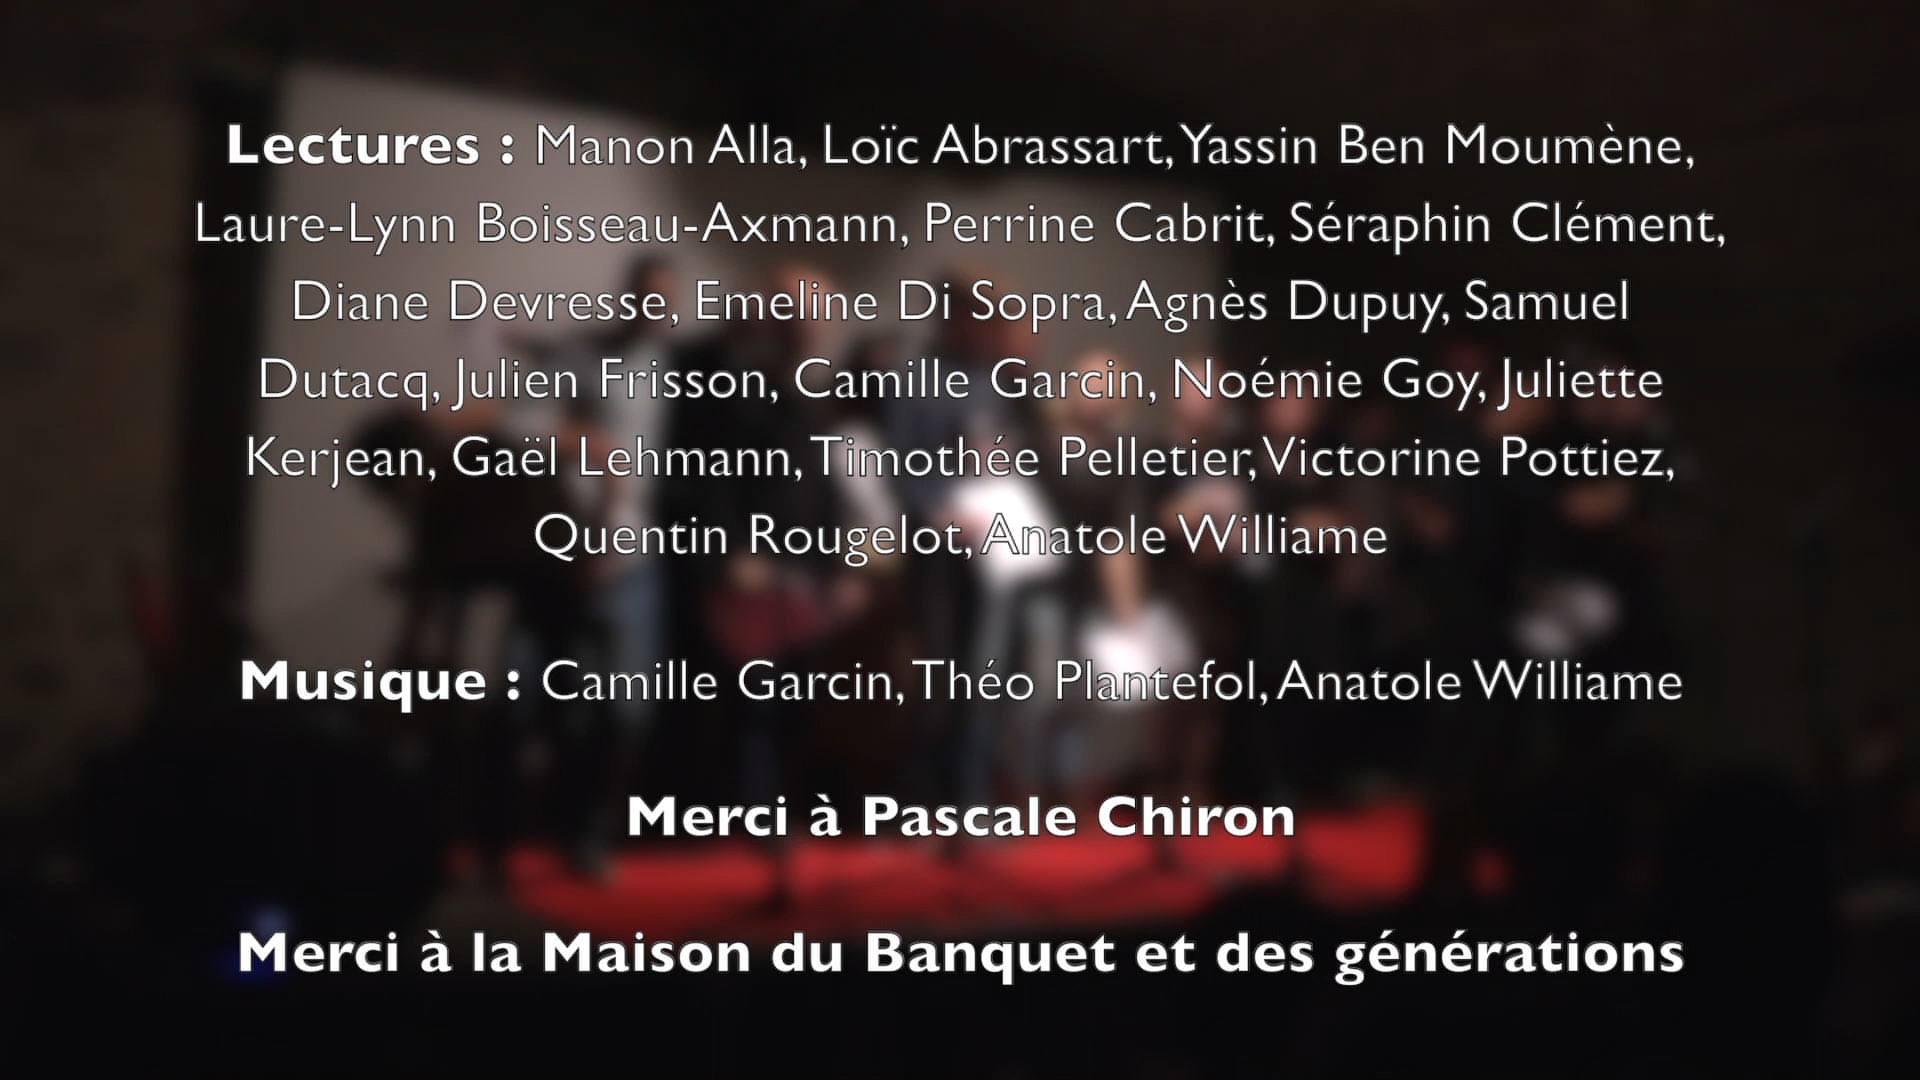 Lectures : Manon Alla, Loïc Abrassart, Yassin Ben Moumène,
Laure-Lynn Boisseau-Axmann, Perrine Cabrit, Séraphin Clément,
Diane Devresse, Emeline Di Sopra, Agnès Dupuy, Samuel
Dutacq, Julien Frisson, Camille Garcin, Noémie Goy, Juliette
Kerjean, Gaël Lehmann, Timothée Pelletier, Victorine Pottiez,
Quentin Rougelot, Anatole Williame
Musique : Camille Garcin, Théo Plantefol, Anatole Williame
Merci à Pascale Chiron
Merci à la Maison du Banquet et des générations